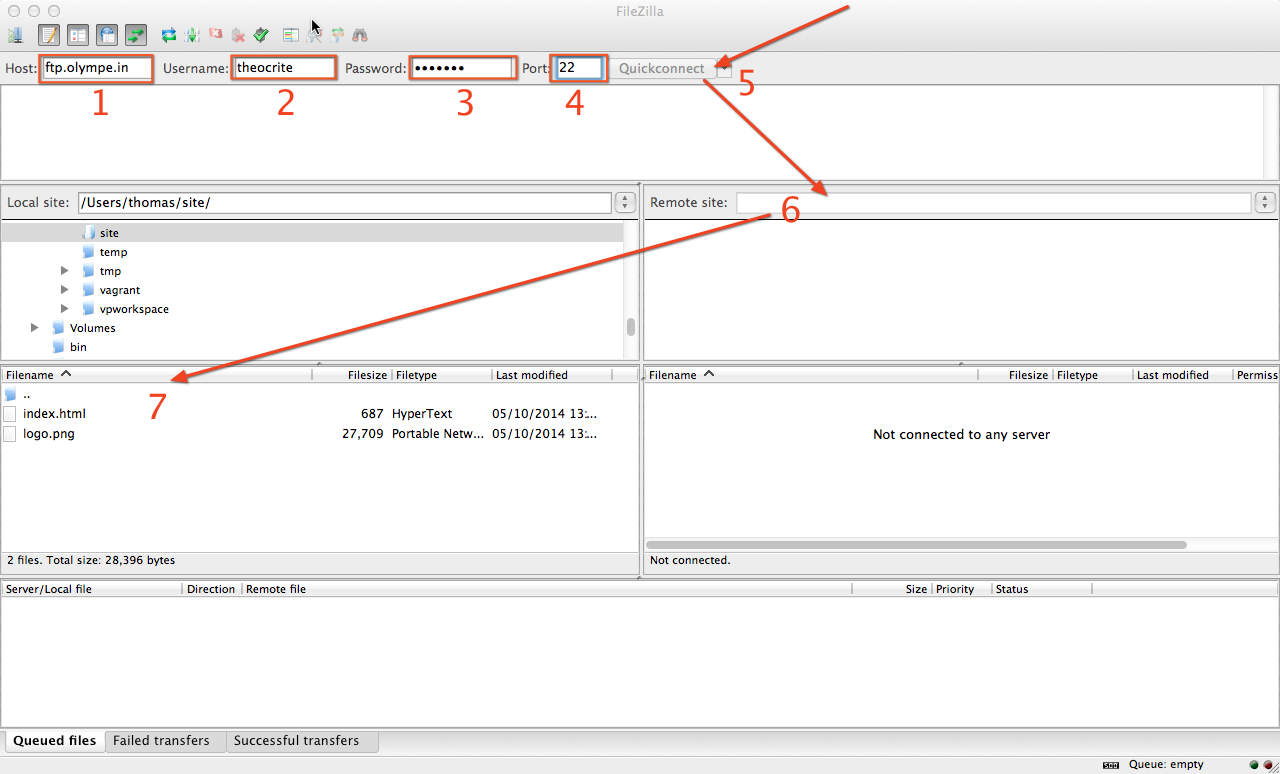 FileZilla
Host: ftp.olympe.in Username: theocrite Password: ••••••• Port: 22 Quickconnect
1 2 3 4 5
Local site: /Users/thomas/site/
Remote site:
6
site
temp
tmp
vagrant
vpworkspace
Volumes
bin
Filename Filesize Filetype Last modified
..
index.html 687 HyperText 05/10/2014 13:...
logo.png 27,709 Portable Netw... 05/10/2014 13:...
7
2 files. Total size: 28,396 bytes
Filename Filesize Filetype Last modified Permiss
Not connected to any server
Not connected.
Server/Local file Direction Remote file Size Priority Status
Queued files Failed transfers Successful transfers
Queue: empty